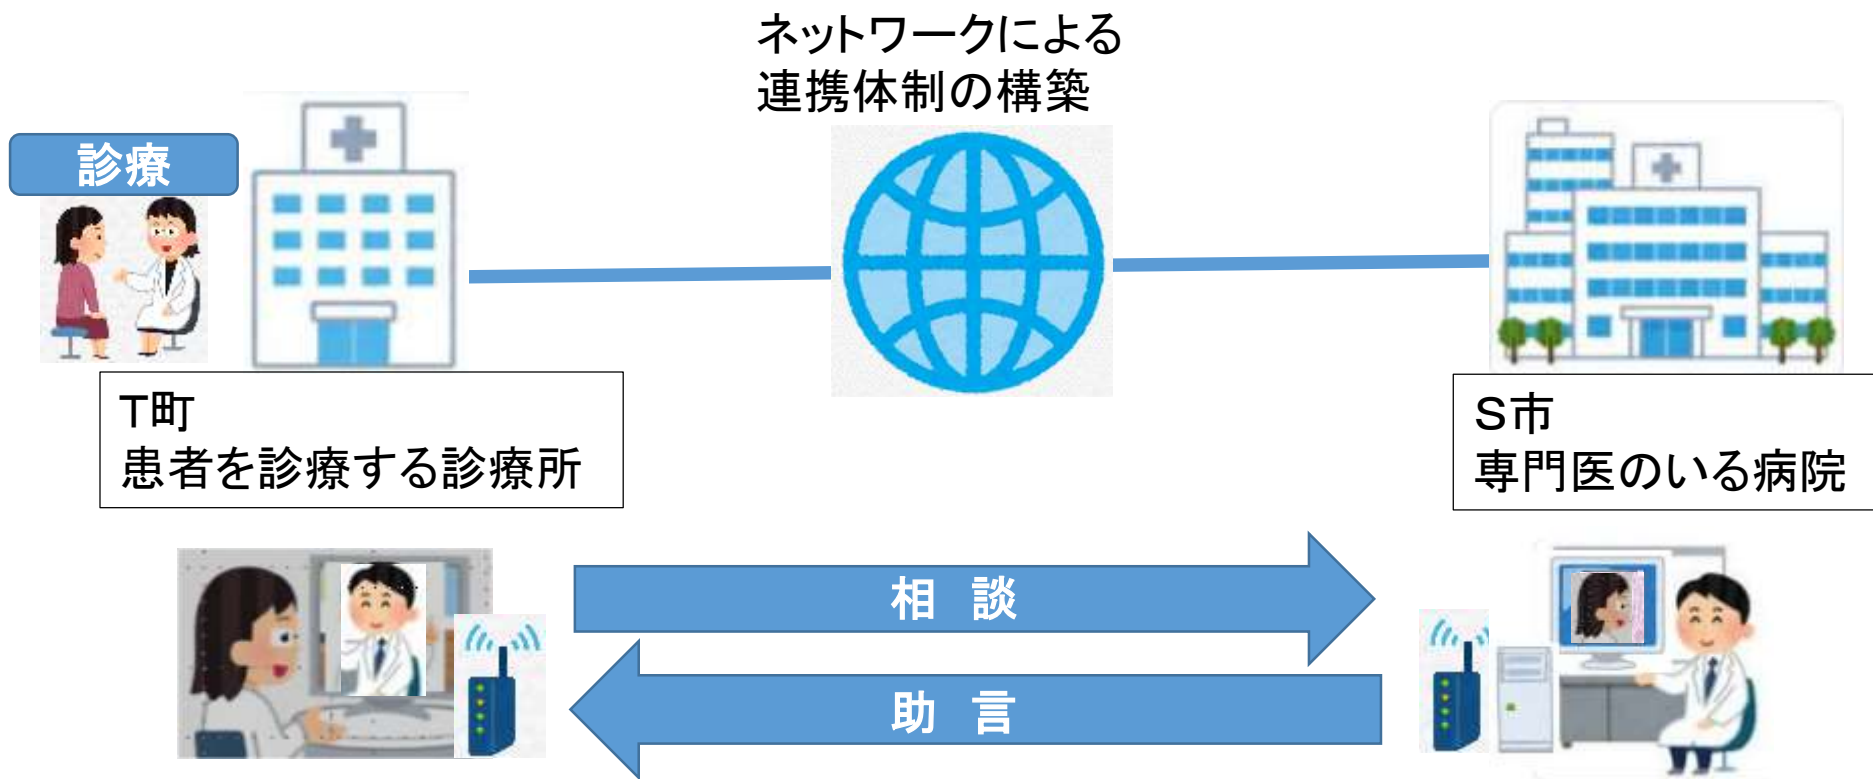 ネットワークによる
連携体制の構築
診療
T町
患者を診療する診療所
S市
専門医のいる病院
相　談
助　言